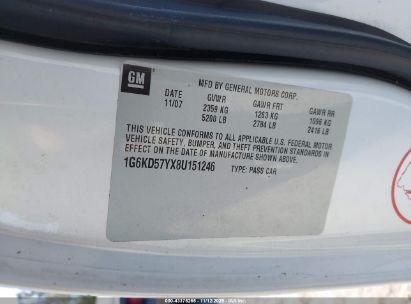 GM
MFD BY GENERAL MOTORS CORP.
11/07 GVWR GAWR FRT GAWR RR
2359 KG 1263 KG 1096 KG
5200 LB 2784 LB 2416 LB
THIS VEHICLE CONFORMS TO ALL APPLICABLE U.S. FEDERAL MOTOR
VEHICLE SAFETY, BUMPER, AND THEFT PREVENTION STANDARDS IN
EFFECT ON THE DATE OF MANUFACTURE SHOWN ABOVE.
1G6KD57YX8U151246 TYPE: PASS CAR